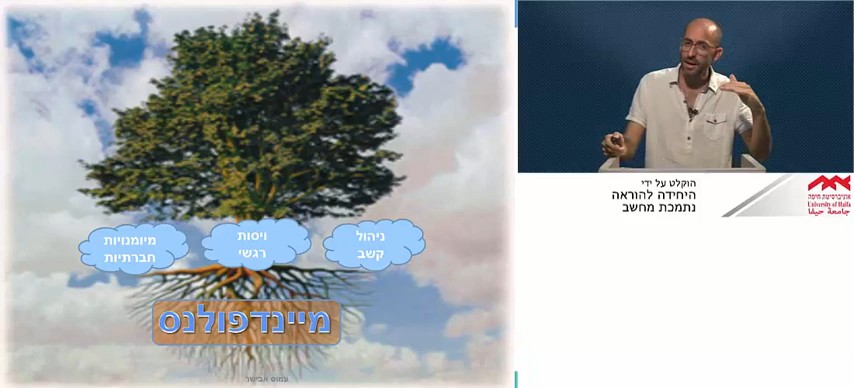 ניהול
קשב
ויסות
רגשי
מיומנויות
חברתיות
מיינדפולנס
עמוס אבישר
הוקלט על ידי
היחידה להוראה
נתמכת מחשב
אוניברסיטת חיפה
University of Haifa
جامعة حيفا